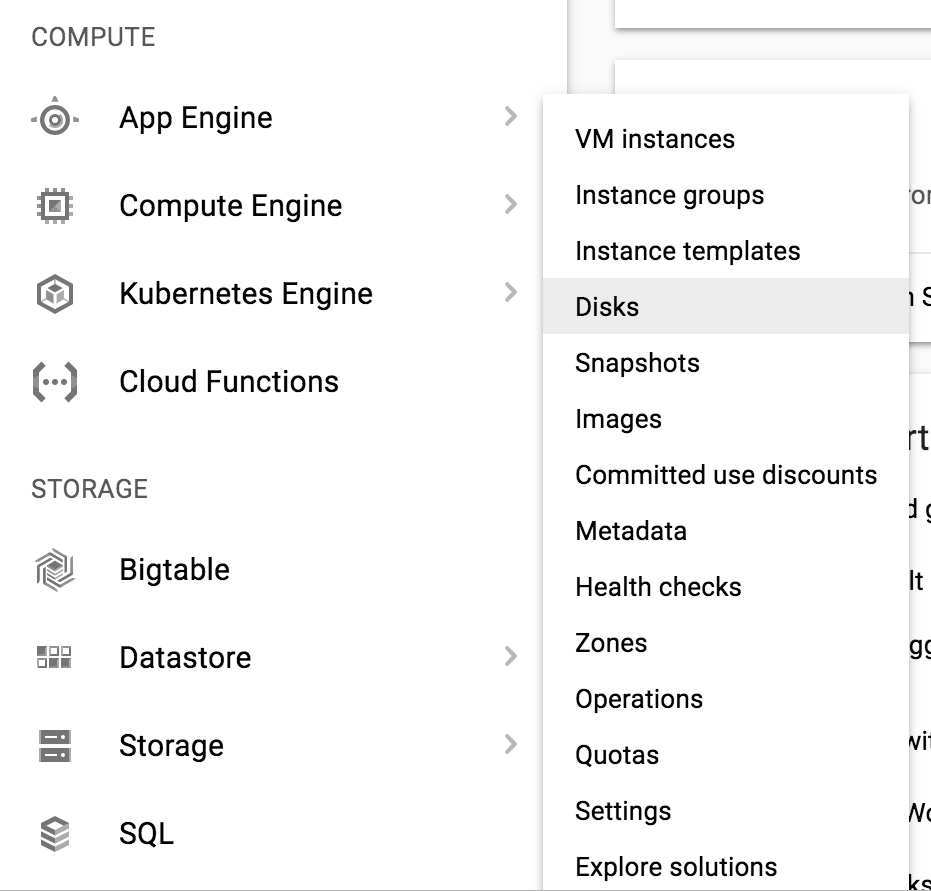 COMPUTE
App Engine
Compute Engine
Kubernetes Engine
Cloud Functions
STORAGE
Bigtable
Datastore
Storage
SQL
VM instances
Instance groups
Instance templates
Disks
Snapshots
Images
Committed use discounts
Metadata
Health checks
Zones
Operations
Quotas
Settings
Explore solutions